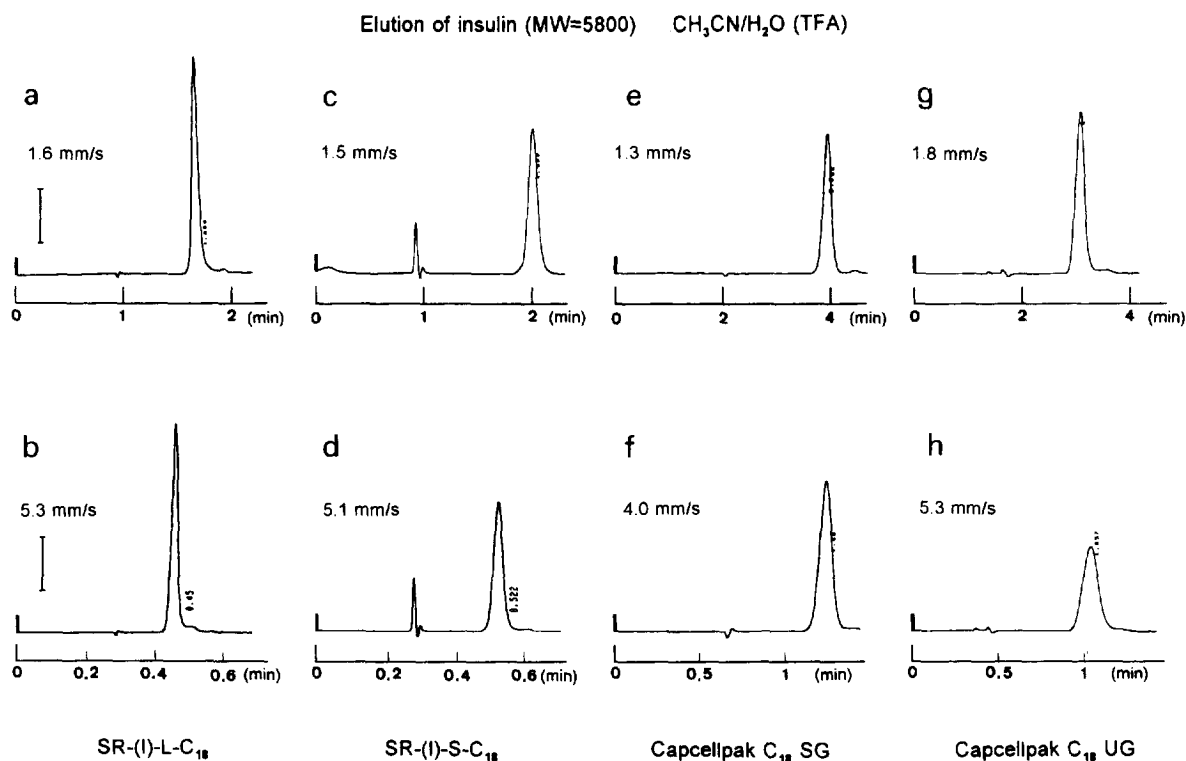 Elution of insulin (MW=5800) CH₃CN/H₂O (TFA)
a c e g
1.6 mm/s 1.5 mm/s 1.3 mm/s 1.8 mm/s
0 1 2 (min) 0 1 2 (min) 0 2 4 (min) 0 2 4 (min)
b d f h
5.3 mm/s 5.1 mm/s 4.0 mm/s 5.3 mm/s
0.45 0.522
0 0.2 0.4 0.6 (min) 0 0.2 0.4 0.6 (min) 0 0.5 1 (min) 0 0.5 1 (min)
SR-(I)-L-C₁₈ SR-(I)-S-C₁₈ Capcellpak C₁₈ SG Capcellpak C₁₈ UG